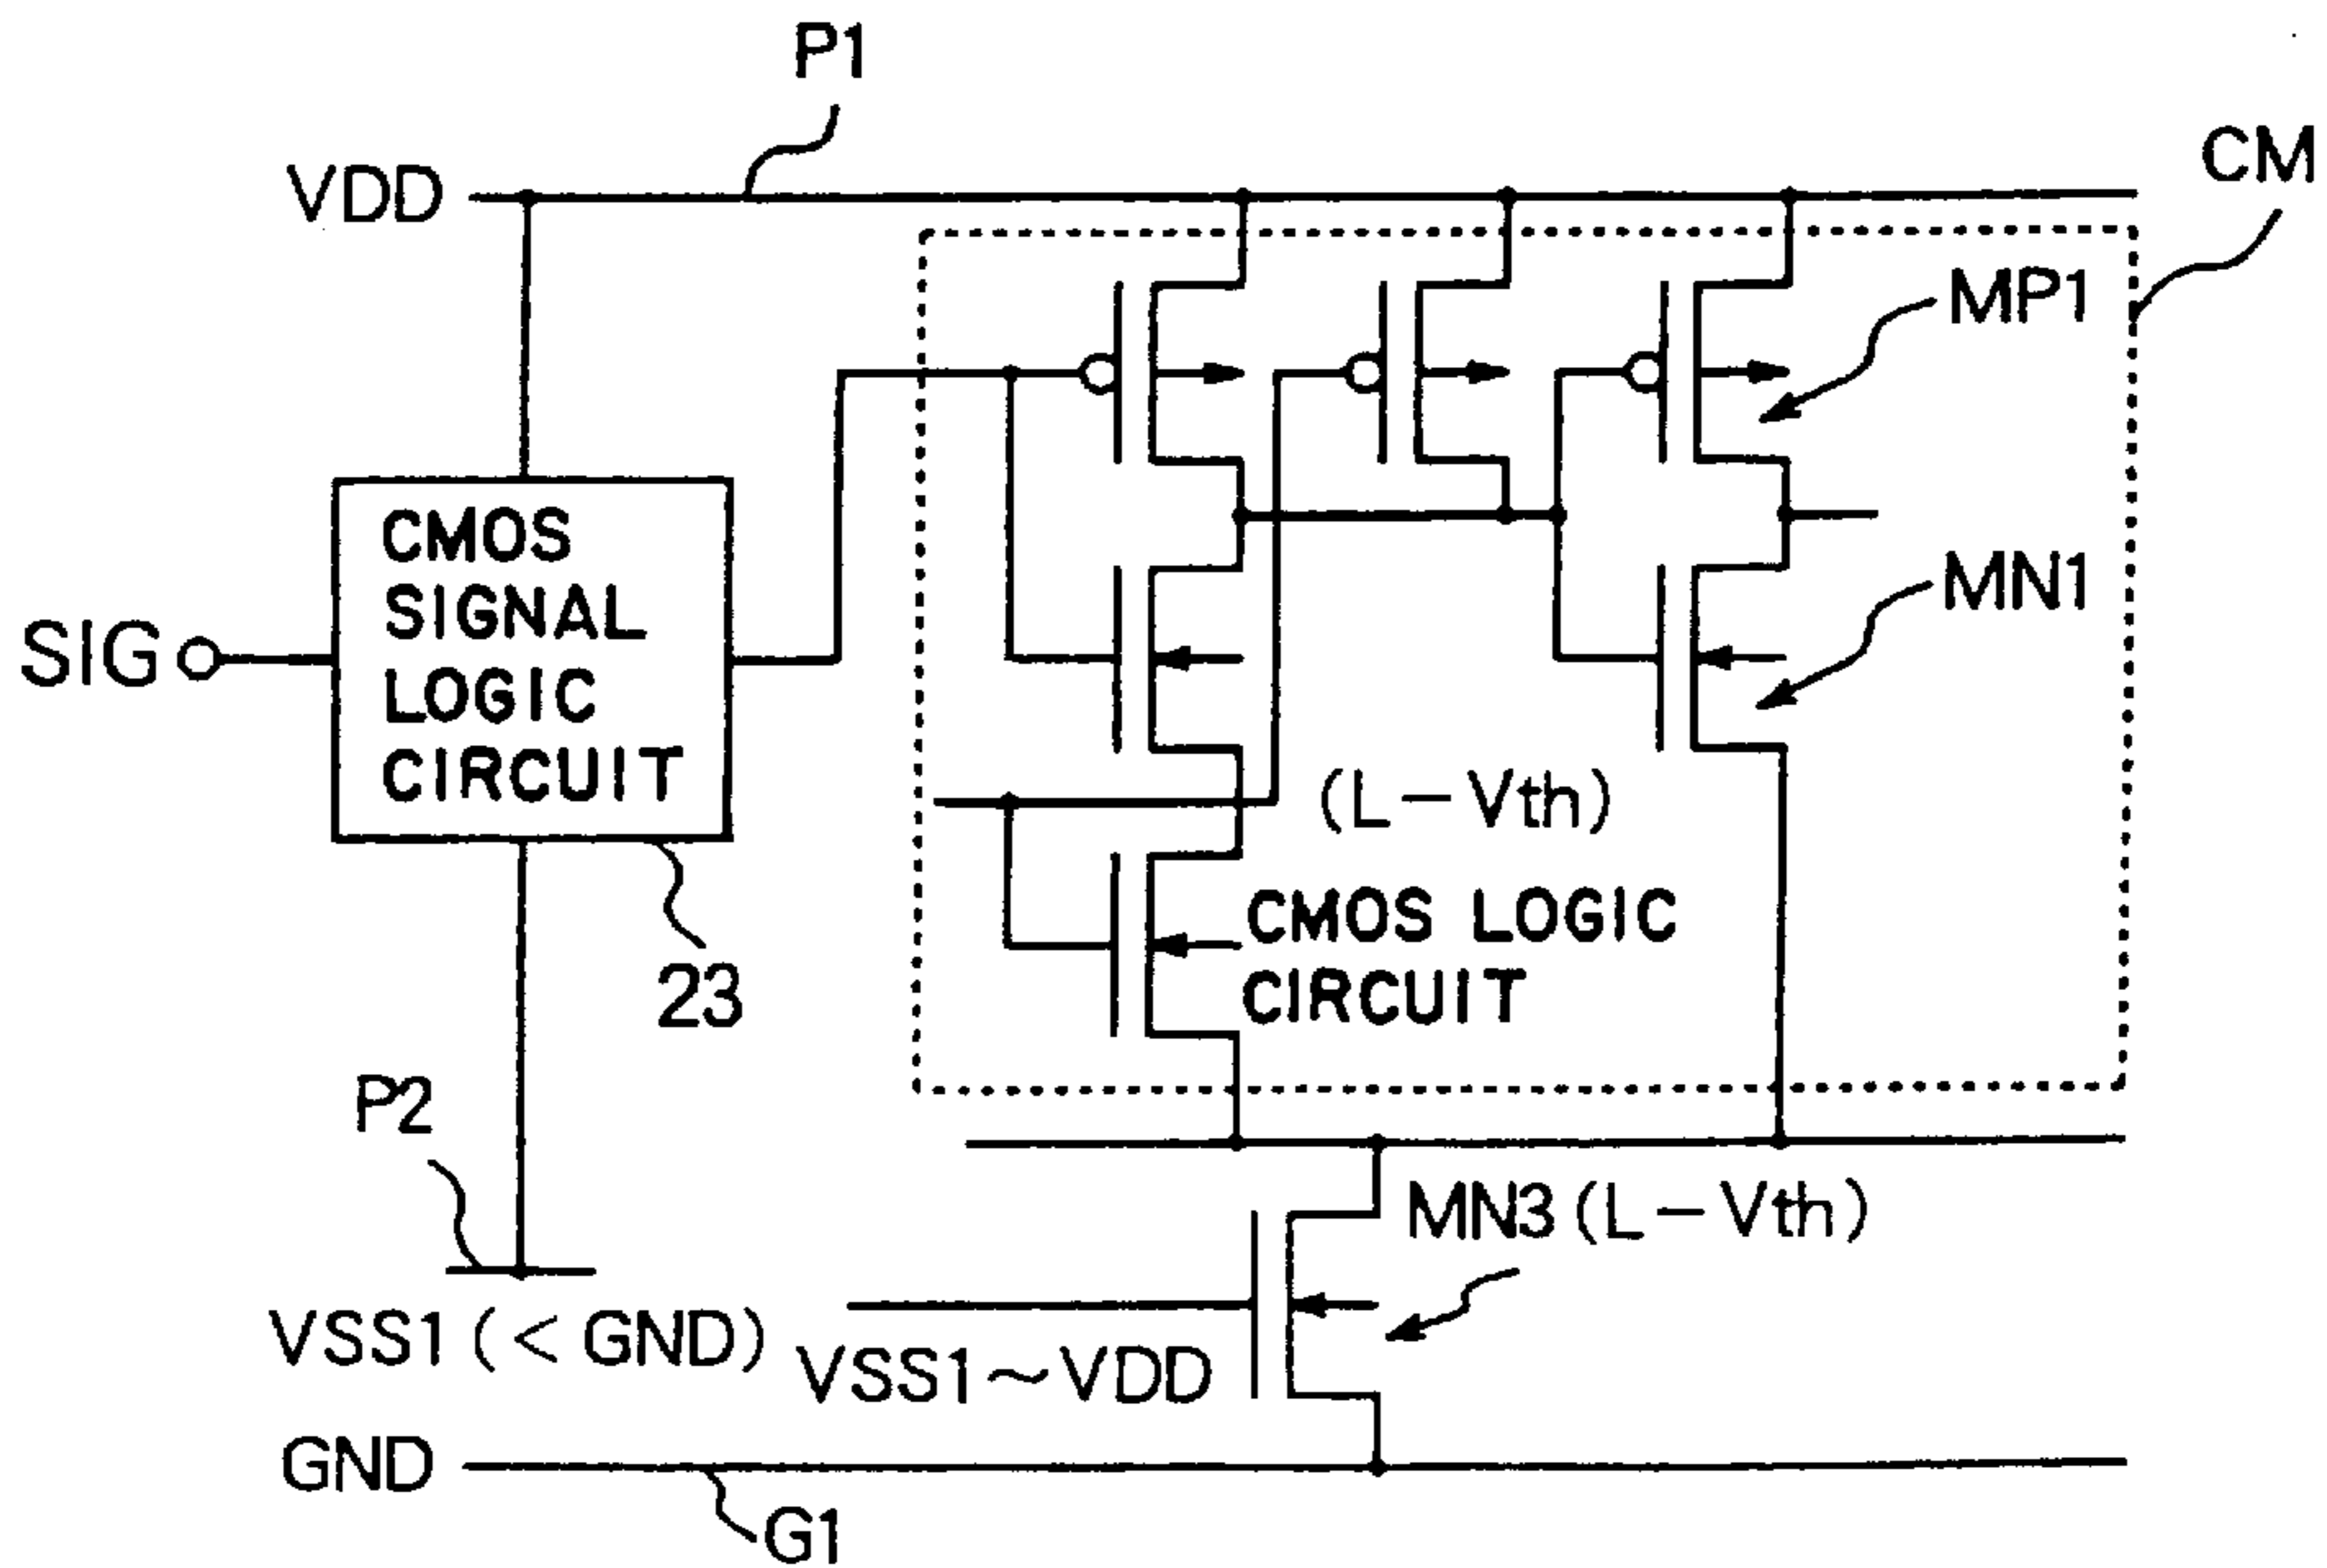 P1
VDD
CM
MP1
CMOS
SIGNAL
LOGIC
CIRCUIT
SIG
MN1
(L-Vth)
CMOS LOGIC
CIRCUIT
23
P2
MN3 (L-Vth)
VSS1 (< GND)
VSS1~VDD
GND
G1